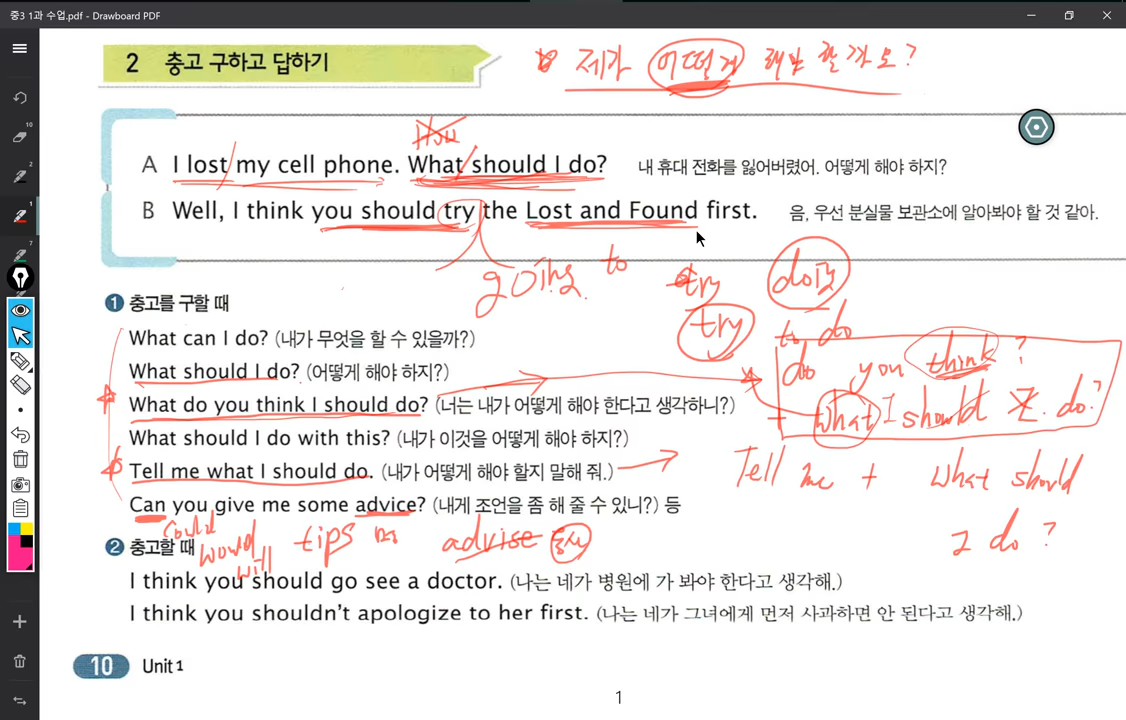 중3 1과 수업.pdf - Drawboard PDF
2 충고 구하고 답하기
제가 어떻게 해야 할까요?
How
A I lost my cell phone. What should I do? 내 휴대 전화를 잃어버렸어. 어떻게 해야 하지?
B Well, I think you should try the Lost and Found first. 음, 우선 분실물 보관소에 알아봐야 할 것 같아.
going to try doing
try to do
1 충고를 구할 때
What can I do? (내가 무엇을 할 수 있을까?)
What should I do? (어떻게 해야 하지?)
do you think?
What do you think I should do? (너는 내가 어떻게 해야 한다고 생각하니?)
+ what I should do?
What should I do with this? (내가 이것을 어떻게 해야 하지?)
Tell me what I should do. (내가 어떻게 해야 할지 말해 줘.)
Tell me + what should
I do?
Can you give me some advice? (내게 조언을 좀 해 줄 수 있니?) 등
could
would
will
tips
advise 동사
2 충고할 때
I think you should go see a doctor. (나는 네가 병원에 가 봐야 한다고 생각해.)
I think you shouldn't apologize to her first. (나는 네가 그녀에게 먼저 사과하면 안 된다고 생각해.)
10 Unit 1
1
10
2
1
7